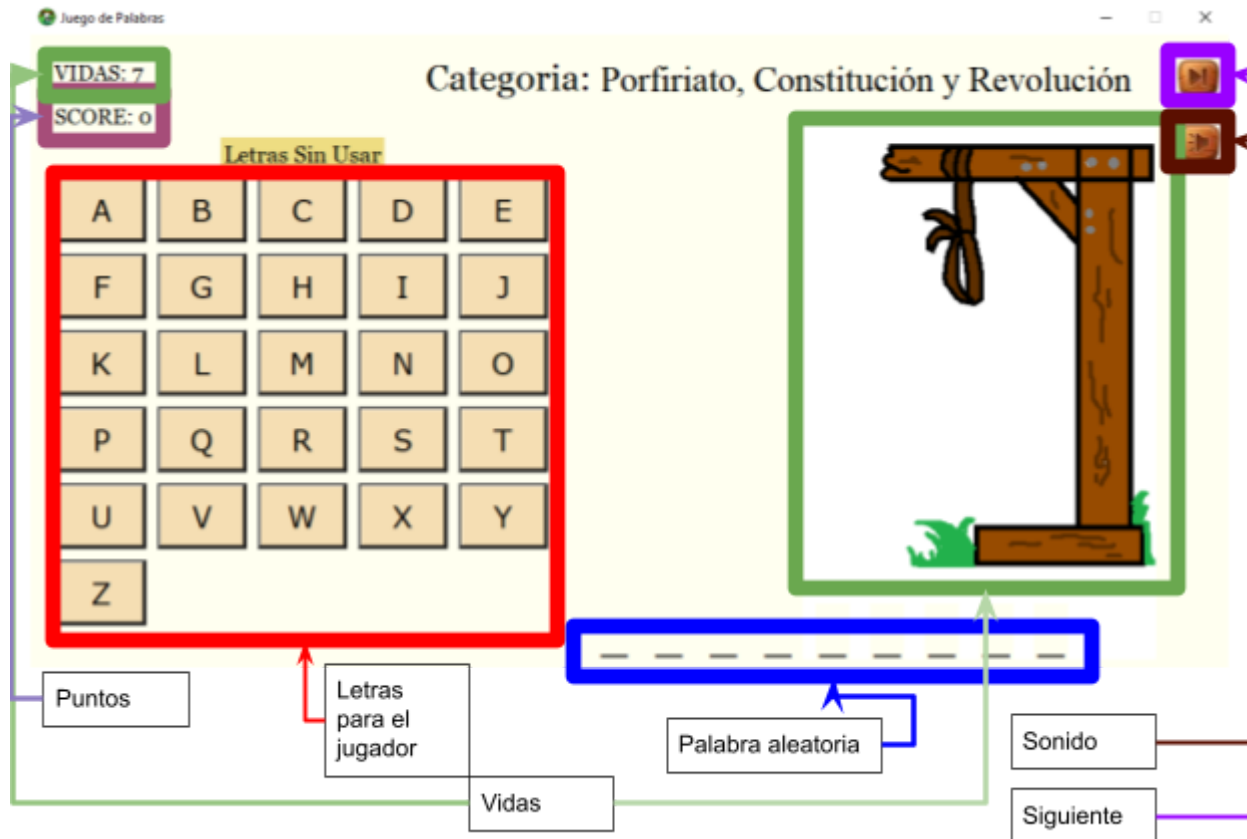 Juego de Palabras
VIDAS: 7
SCORE: 0
Categoria: Porfiriato, Constitución y Revolución
Letras Sin Usar
A B C D E
F G H I J
K L M N O
P Q R S T
U V W X Y
Z
_ _ _ _ _ _ _ _ _
Puntos
Letras
para el
jugador
Palabra aleatoria
Sonido
Vidas
Siguiente